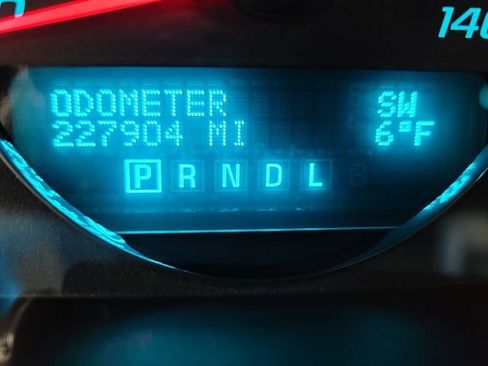 140
ODOMETER SW
227904 MI 6°F
P R N D L